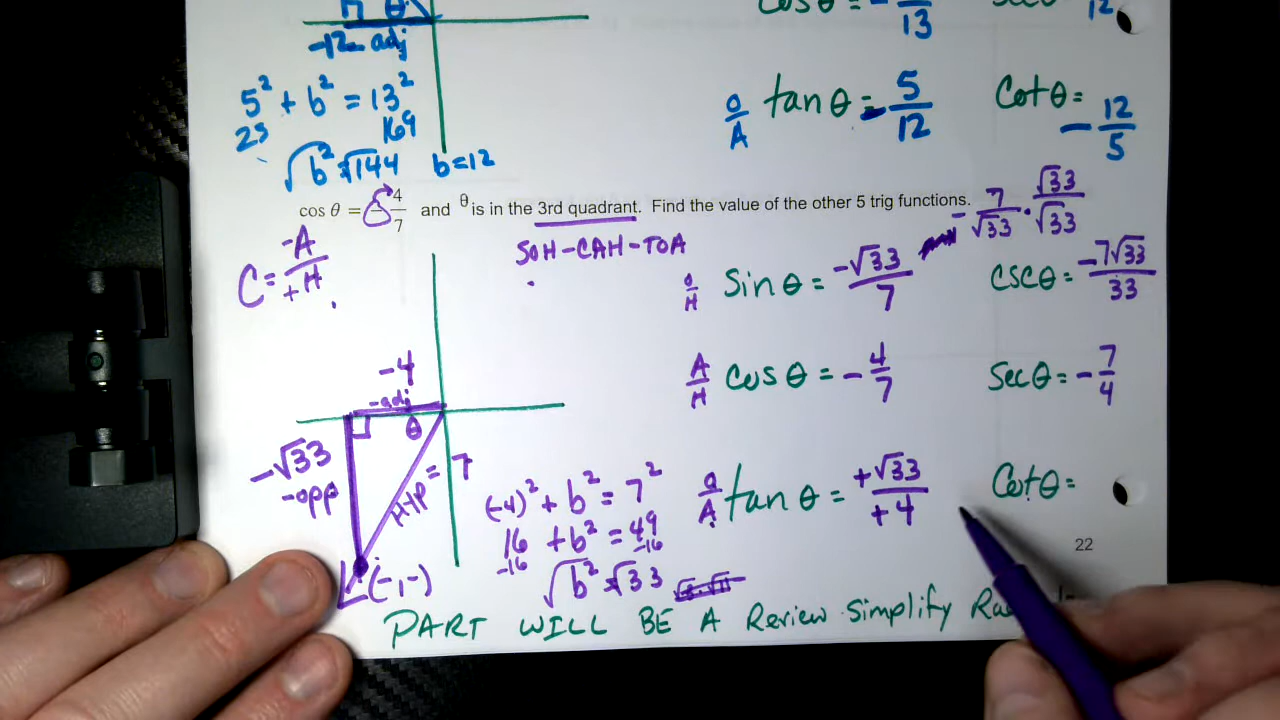 θ
-12 adj
cos θ = - /13
12
5² + b² = 13²
25 169
√b² = √144 b=12
O/A tan θ = - 5/12
Cot θ = - 12/5
cos θ = - 4/7 and θ is in the 3rd quadrant. Find the value of the other 5 trig functions.
- 7/√33 · √33/√33
C = -A/+H
SOH-CAH-TOA
O/H Sin θ = -√33/7
csc θ = -7√33/33
-4
-adj
θ
A/H Cos θ = - 4/7
Sec θ = - 7/4
-√33
-opp
HYP = 7
(-4)² + b² = 7²
16 + b² = 49
-16 -16
√b² = √33
O/A tan θ = +√33/+4
Cot θ =
22
(-,-)
PART WILL BE A Review Simplify